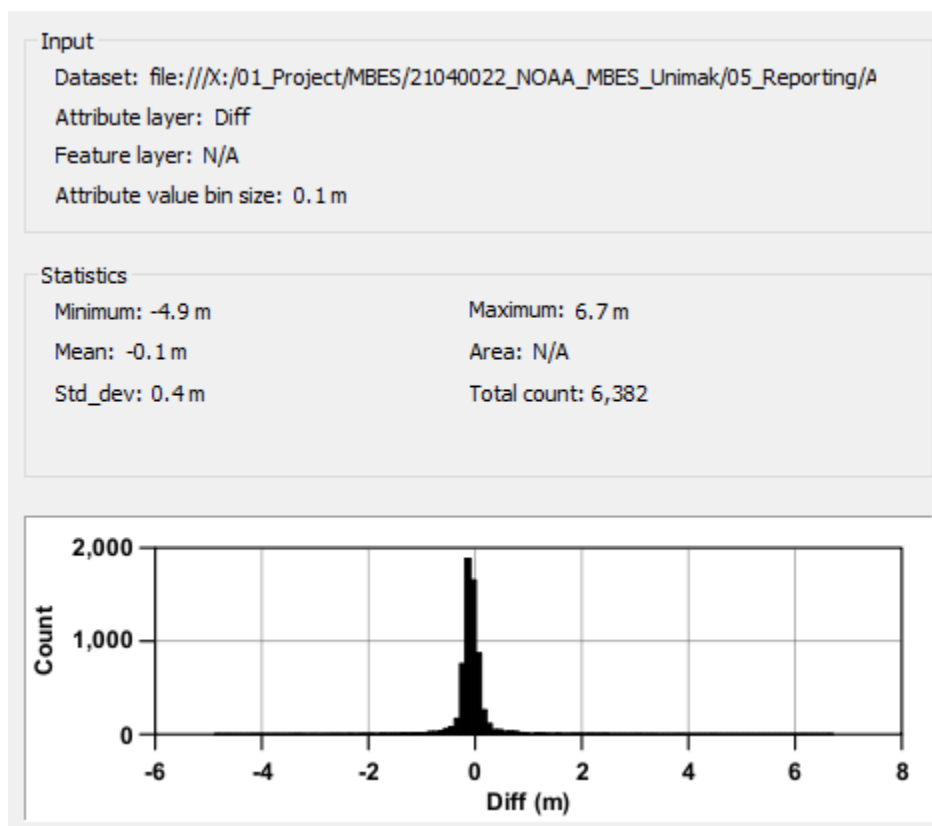 Input
Dataset: file:///X:/01_Project/MBES/21040022_NOAA_MBES_Unimak/05_Reporting/A
Attribute layer: Diff
Feature layer: N/A
Attribute value bin size: 0.1 m
Statistics
Minimum: -4.9 m Maximum: 6.7 m
Mean: -0.1 m Area: N/A
Std_dev: 0.4 m Total count: 6,382
2,000
1,000
0
Count
-6 -4 -2 0 2 4 6 8
Diff (m)